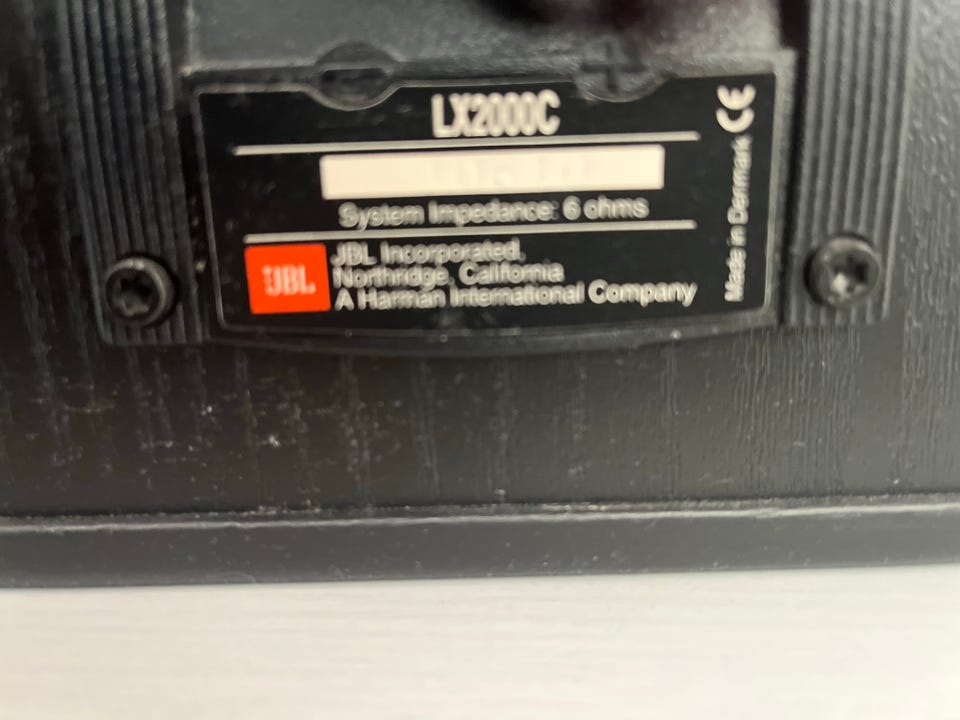 LX2000C
System Impedance: 6 ohms
JBL
JBL Incorporated,
Northridge, California
A Harman International Company
Made in Denmark CE